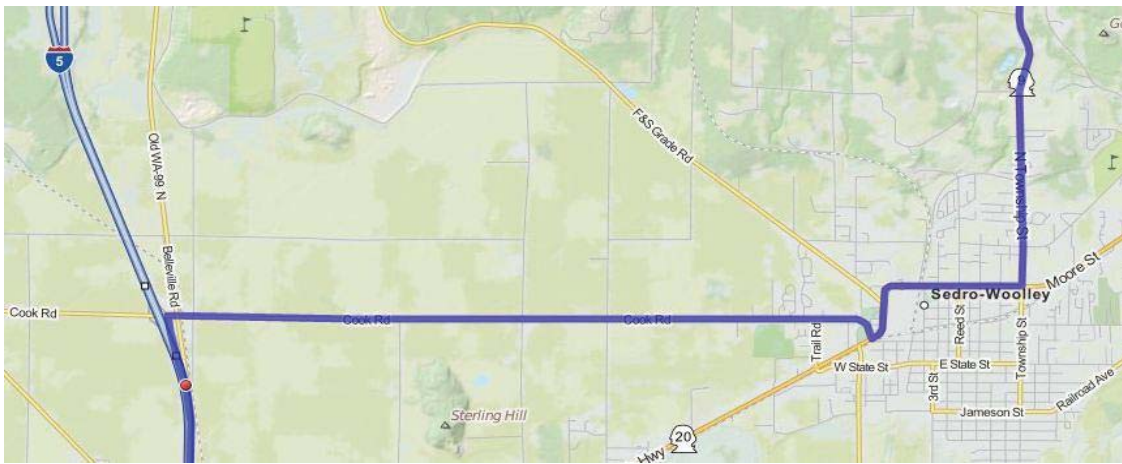 5
9
Old WA-99 N
F&S Grade Rd
N Township St
Belleville Rd
Moore St
Sedro-Woolley
Cook Rd
Cook Rd
Cook Rd
Trail Rd
Reed St
Township St
W State St
E State St
3rd St
Railroad Ave
Jameson St
Sterling Hill
20
Hwy